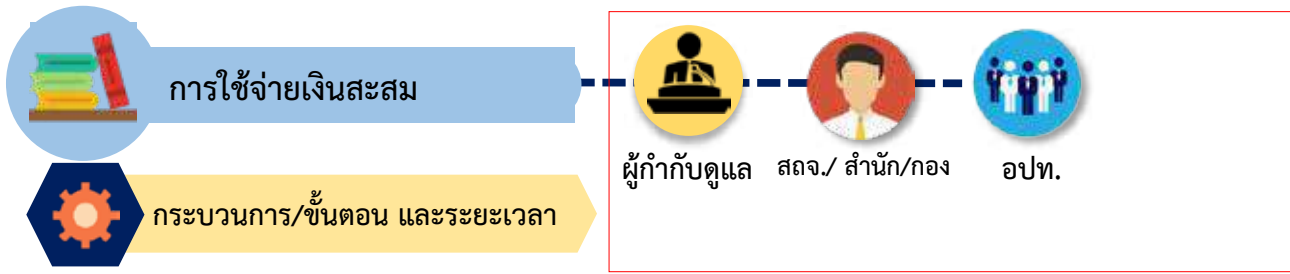 การใช้จ่ายเงินสะสม
ผู้กำกับดูแล
สถจ./ สำนัก/กอง
อปท.
กระบวนการ/ขั้นตอน และระยะเวลา